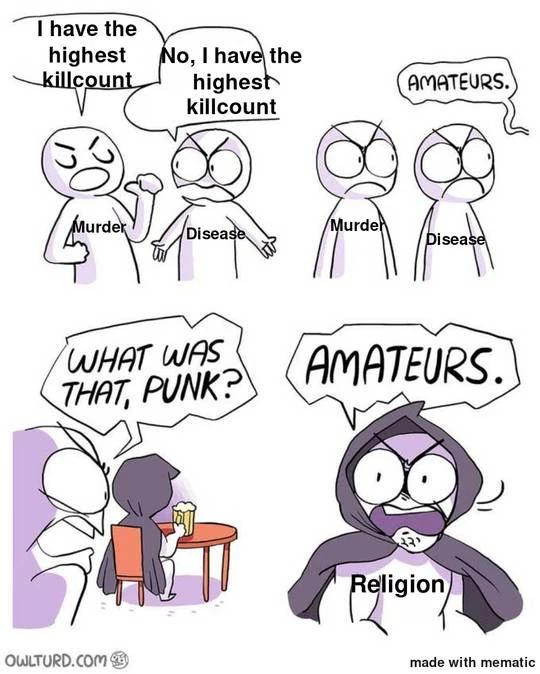 I have the
highest
killcount
No, I have the
highest
killcount
Murder
Disease
AMATEURS.
Murder
Disease
WHAT WAS
THAT, PUNK?
AMATEURS.
Religion
OWLTURD.COM
made with mematic